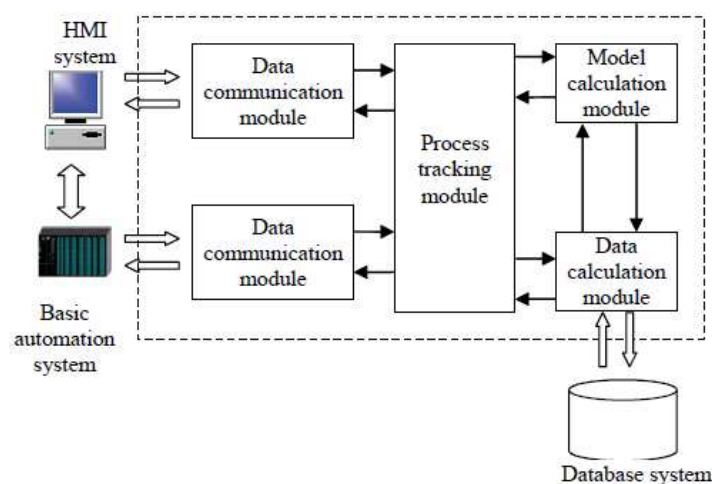 HMI
system
Data
communication
module
Process
tracking
module
Model
calculation
module
Data
communication
module
Data
calculation
module
Basic
automation
system
Database system